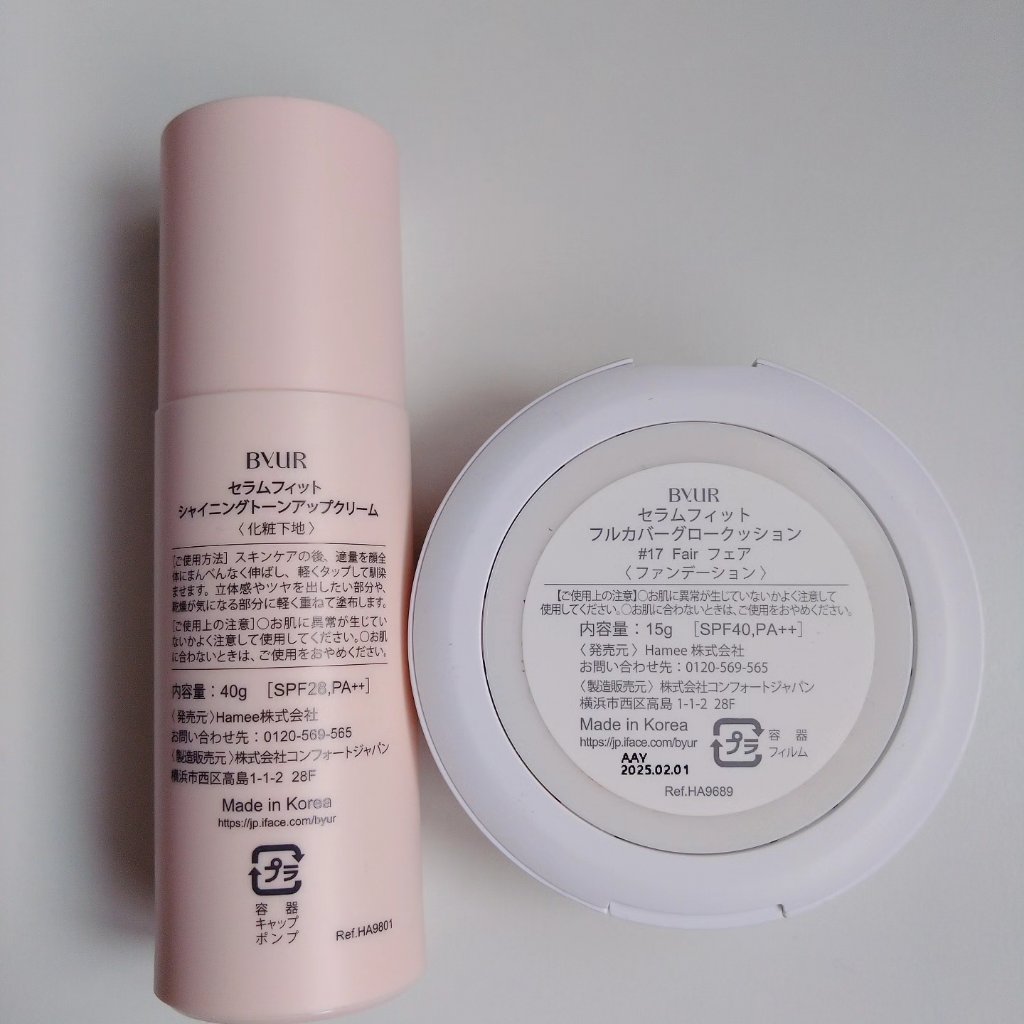 BYUR
セラムフィット
シャイニングトーンアップクリーム
〈化粧下地〉
[ご使用方法] スキンケアの後、適量を顔全
体にまんべんなく伸ばし、軽くタップして馴染
ませます。立体感やツヤを出したい部分や、
乾燥が気になる部分に軽く重ねて塗布します。
[ご使用上の注意]○お肌に異常が生じてい
ないかよく注意して使用してください。○お肌
に合わないときは、ご使用をおやめください。
内容量：40g [SPF28,PA++]
〈発売元〉Hamee株式会社
お問い合わせ先：0120-569-565
〈製造販売元〉株式会社コンフォートジャパン
横浜市西区高島1-1-2 28F
Made in Korea
https://jp.iface.com/byur
プラ
容器
キャップ
ポンプ
Ref.HA9801
BYUR
セラムフィット
フルカバーグロークッション
#17 Fair フェア
〈ファンデーション〉
【ご使用上の注意】○お肌に異常が生じていないかよく注意して
使用してください。○お肌に合わないときは、ご使用をおやめください。
内容量：15g [SPF40,PA++]
〈発売元〉Hamee 株式会社
お問い合わせ先：0120-569-565
〈製造販売元〉株式会社コンフォートジャパン
横浜市西区高島 1-1-2 28F
Made in Korea
https://jp.iface.com/byur
プラ
容器
フィルム
AAY
2025.02.01
Ref.HA9689